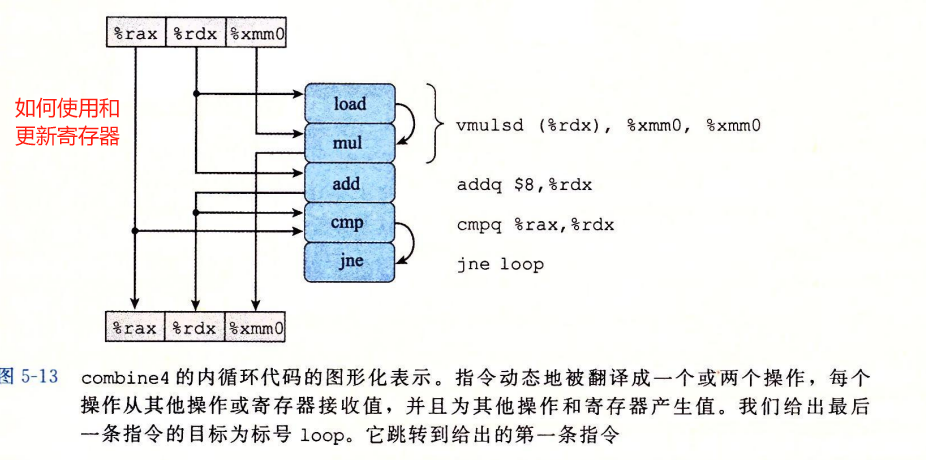 %rax %rdx %xmm0
如何使用和
更新寄存器
load
mul
vmulsd (%rdx), %xmm0, %xmm0
add
addq $8,%rdx
cmp
cmpq %rax,%rdx
jne
jne loop
%rax %rdx %xmm0
图 5-13 combine4 的内循环代码的图形化表示。指令动态地被翻译成一个或两个操作，每个
操作从其他操作或寄存器接收值，并且为其他操作和寄存器产生值。我们给出最后
一条指令的目标为标号 loop。它跳转到给出的第一条指令